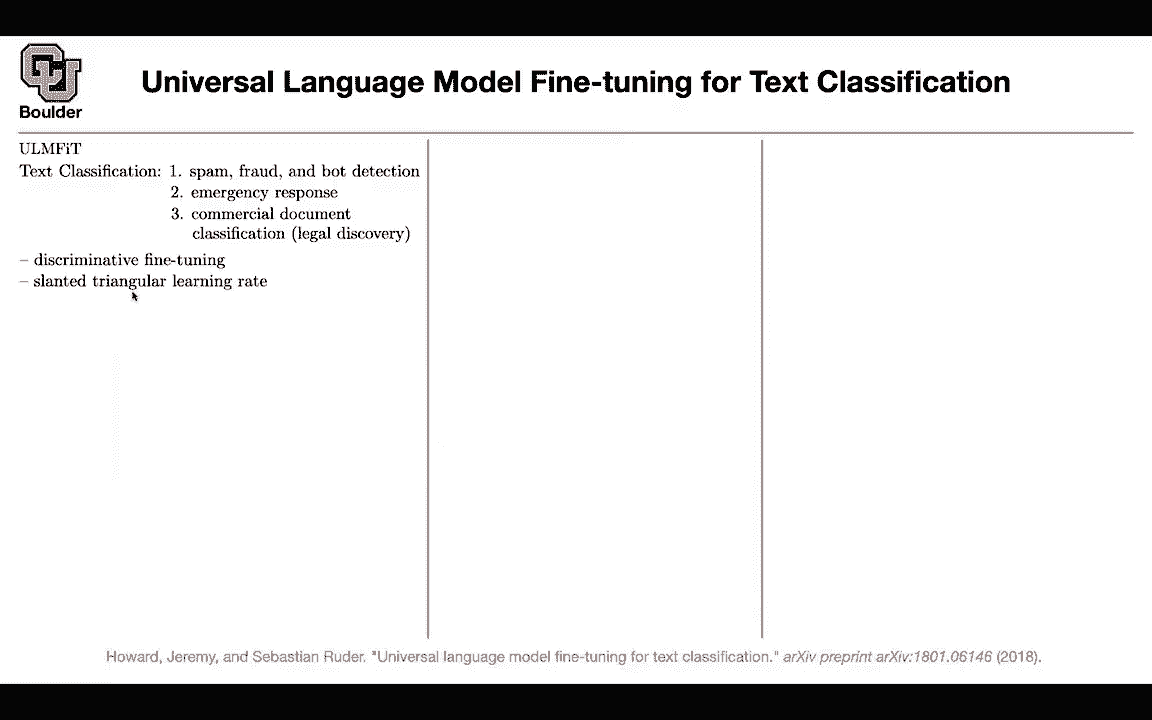 Boulder
Universal Language Model Fine-tuning for Text Classification
ULMFiT
Text Classification: 1. spam, fraud, and bot detection
2. emergency response
3. commercial document
classification (legal discovery)
– discriminative fine-tuning
– slanted triangular learning rate
Howard, Jeremy, and Sebastian Ruder. "Universal language model fine-tuning for text classification." arXiv preprint arXiv:1801.06146 (2018).